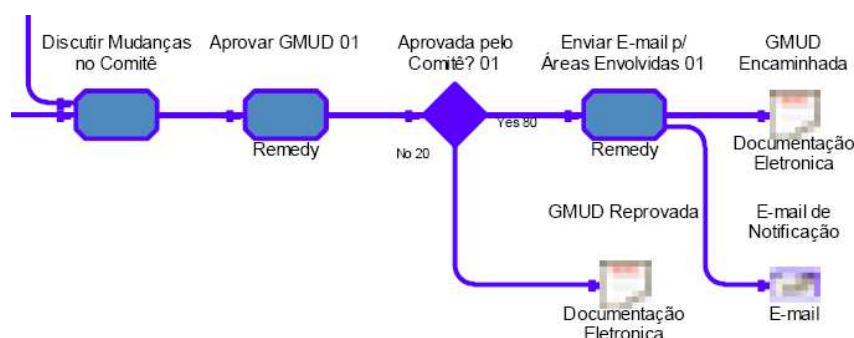 Discutir Mudanças
no Comitê
Aprovar GMUD 01
Aprovada pelo
Comitê? 01
Enviar E-mail p/
Áreas Envolvidas 01
GMUD
Encaminhada
Remedy
No 20
Yes 80
Remedy
Documentação
Eletronica
GMUD Reprovada
E-mail de
Notificação
Documentação
Eletronica
E-mail